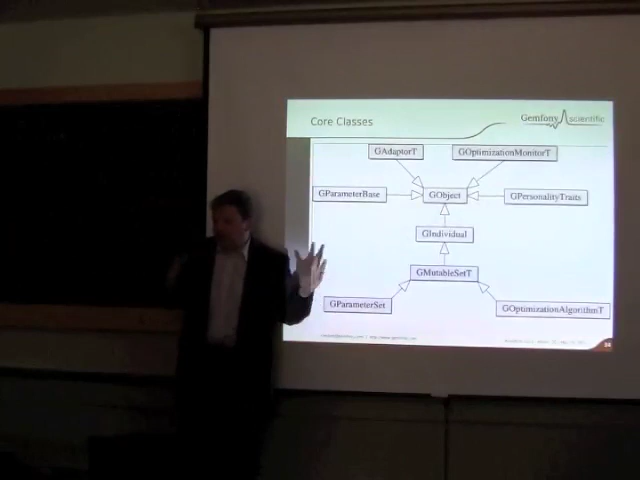 Core Classes
Gemfony scientific
GAdaptorT
GOptimizationMonitorT
GParameterBase
GObject
GPersonalityTraits
GIndividual
GMutableSetT
GParameterSet
GOptimizationAlgorithmT